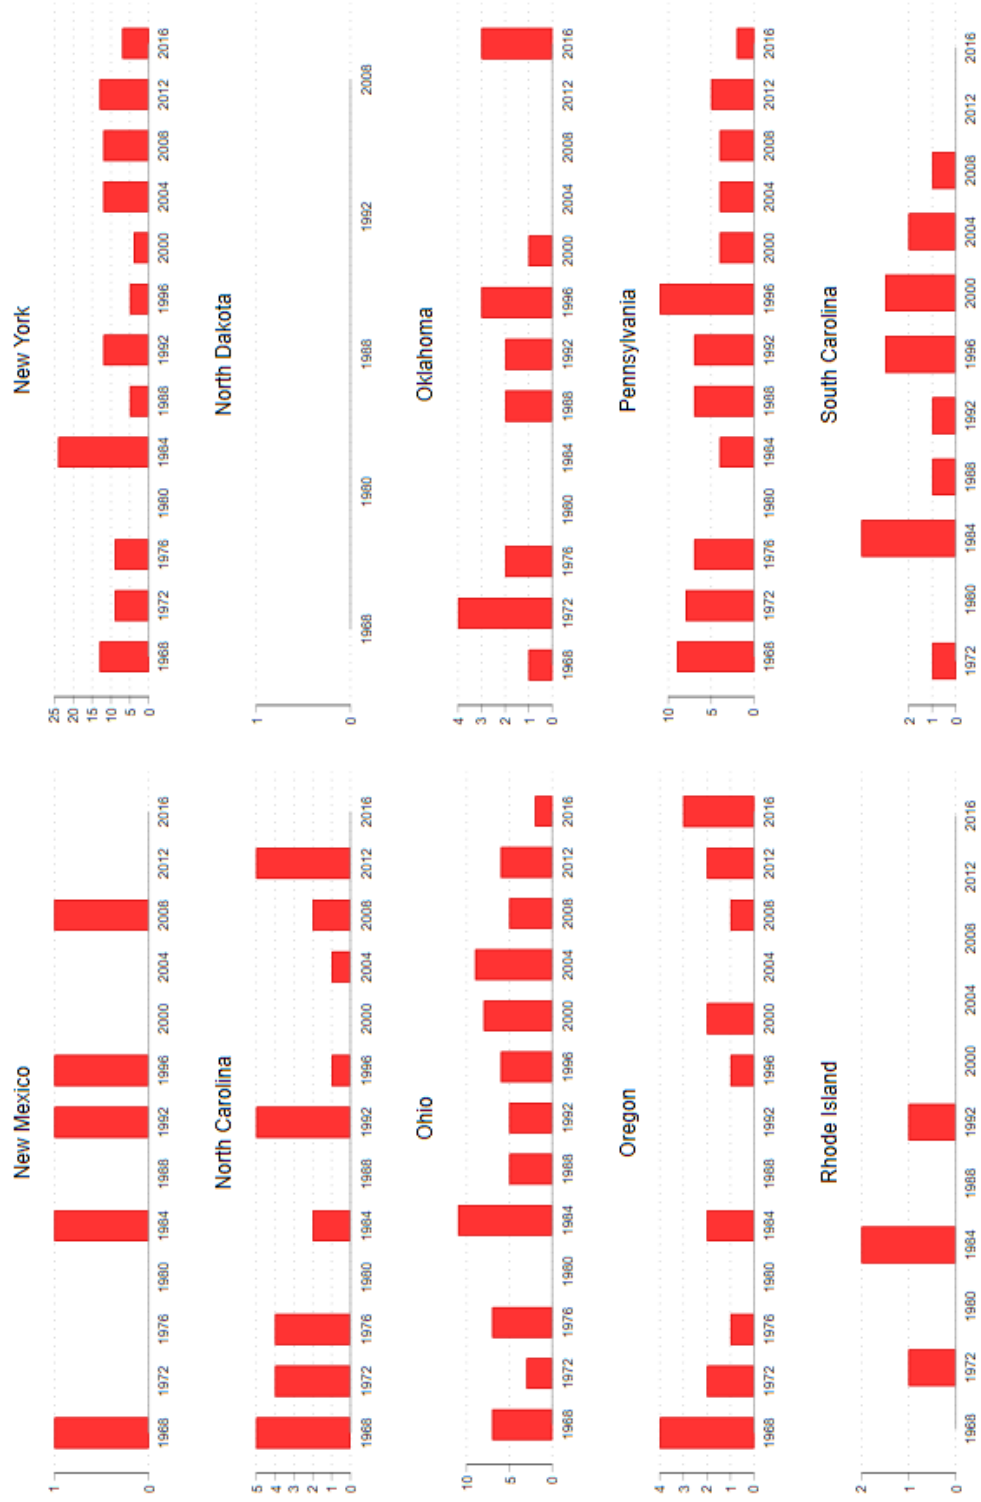 New Mexico
1
0
1968 1972 1976 1980 1984 1988 1992 1996 2000 2004 2008 2012 2016
New York
25
20
15
10
5
0
1968 1972 1976 1980 1984 1988 1992 1996 2000 2004 2008 2012 2016
North Carolina
5
4
3
2
1
0
1968 1972 1976 1980 1984 1988 1992 1996 2000 2004 2008 2012 2016
North Dakota
1
0
1968 1980 1988 1992 2008
Ohio
10
5
0
1968 1972 1976 1980 1984 1988 1992 1996 2000 2004 2008 2012 2016
Oklahoma
4
3
2
1
0
1968 1972 1976 1980 1984 1988 1992 1996 2000 2004 2008 2012 2016
Oregon
4
3
2
1
0
1968 1972 1976 1980 1984 1988 1992 1996 2000 2004 2008 2012 2016
Pennsylvania
10
5
0
1968 1972 1976 1980 1984 1988 1992 1996 2000 2004 2008 2012 2016
Rhode Island
2
1
0
1968 1972 1980 1984 1988 1992 2000 2004 2008 2012 2016
South Carolina
2
1
0
1972 1980 1984 1988 1992 1996 2000 2004 2008 2012 2016